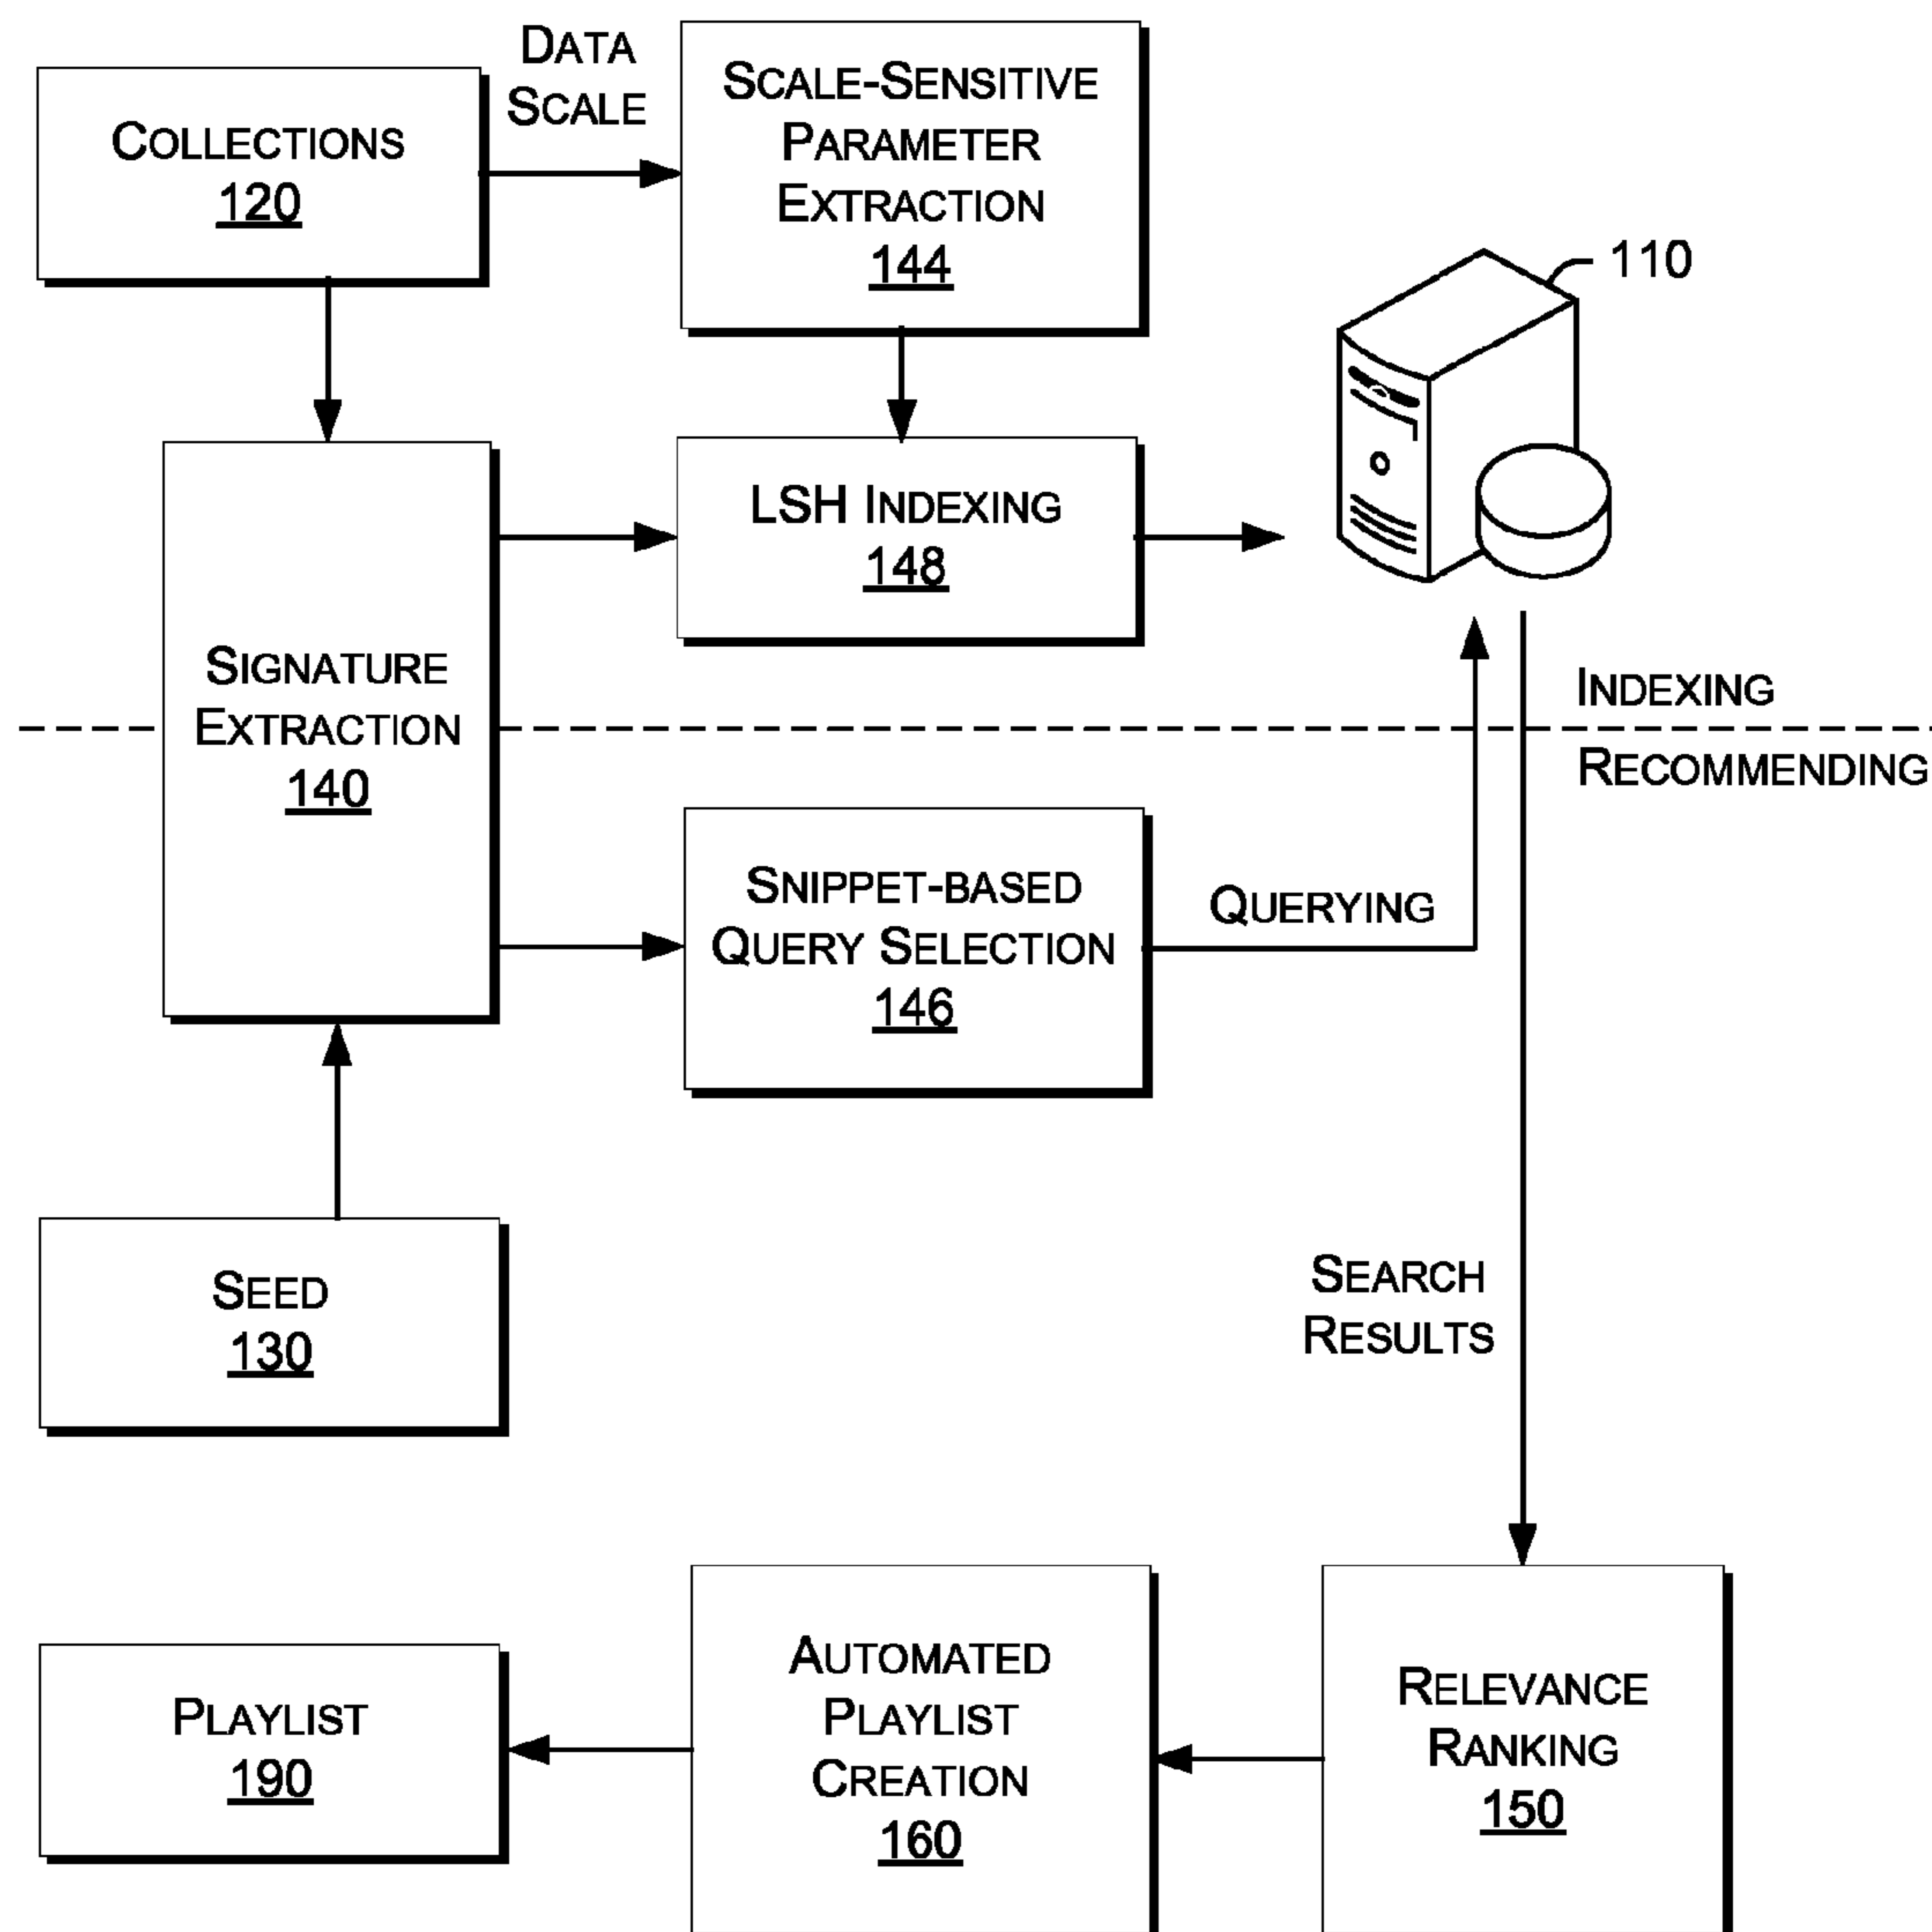 DATA
SCALE
COLLECTIONS
120
SCALE-SENSITIVE
PARAMETER
EXTRACTION
144
110
LSH INDEXING
148
SIGNATURE
EXTRACTION
140
INDEXING
RECOMMENDING
SNIPPET-BASED
QUERY SELECTION
146
QUERYING
SEED
130
SEARCH
RESULTS
PLAYLIST
190
AUTOMATED
PLAYLIST
CREATION
160
RELEVANCE
RANKING
150